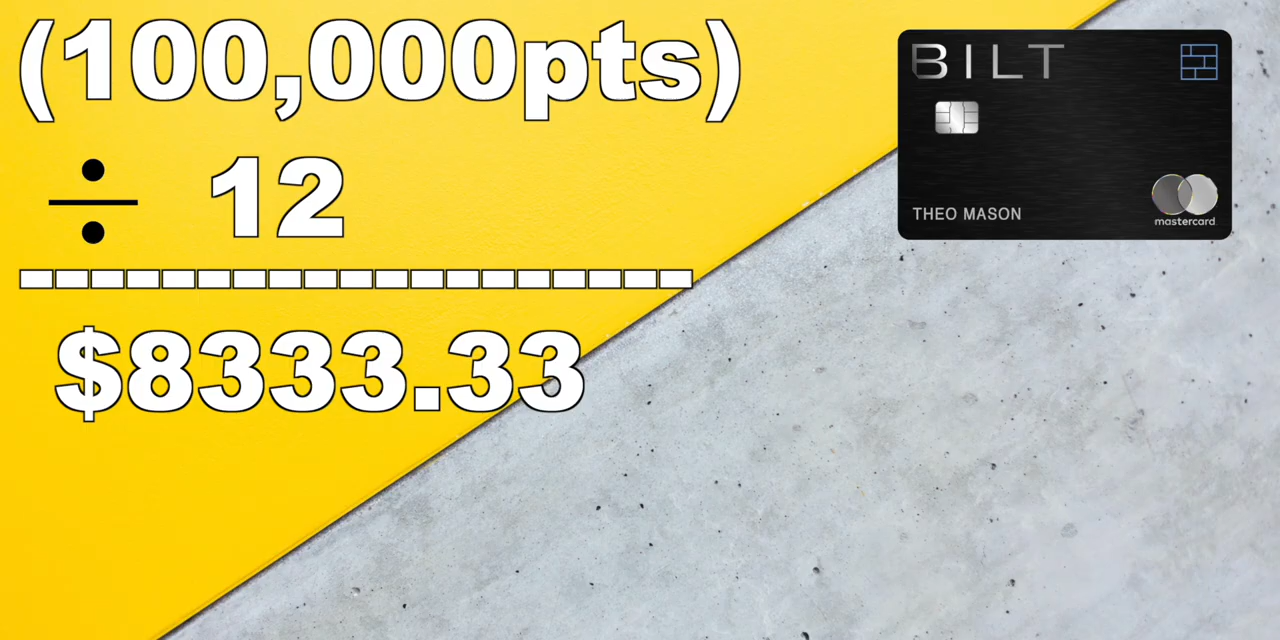 (100,000pts)
÷ 12
$8333.33
BILT
THEO MASON
mastercard